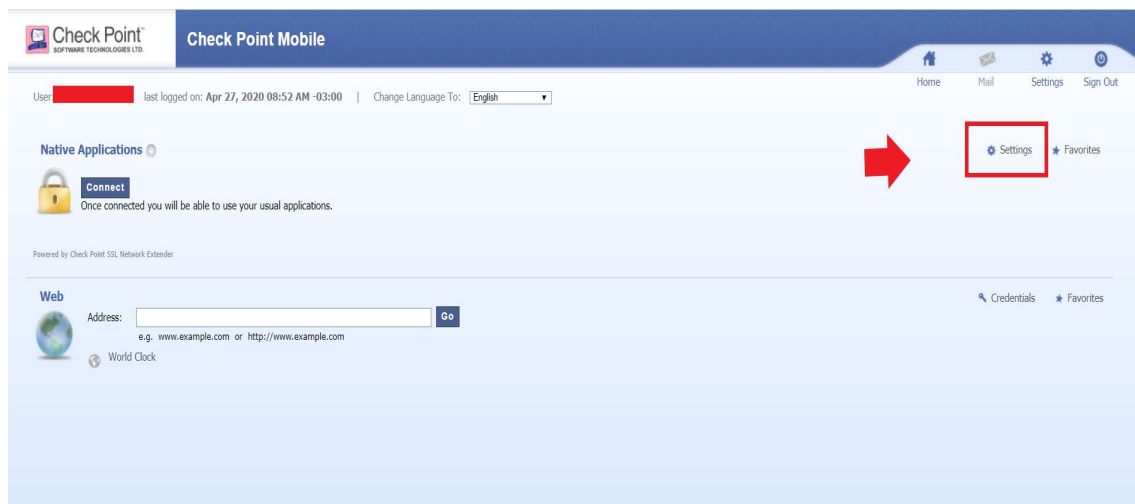 Check Point™
SOFTWARE TECHNOLOGIES LTD.
Check Point Mobile
Home Mail Settings Sign Out
User: last logged on: Apr 27, 2020 08:52 AM -03:00 | Change Language To: English
Native Applications
Settings Favorites
Connect
Once connected you will be able to use your usual applications.
Powered by Check Point SSL Network Extender
Web
Credentials Favorites
Address: Go
e.g. www.example.com or http://www.example.com
World Clock